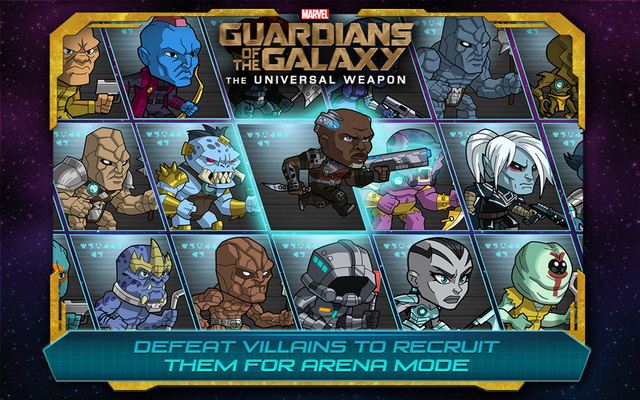 MARVEL
GUARDIANS
OF THE GALAXY
THE UNIVERSAL WEAPON
DEFEAT VILLAINS TO RECRUIT
THEM FOR ARENA MODE